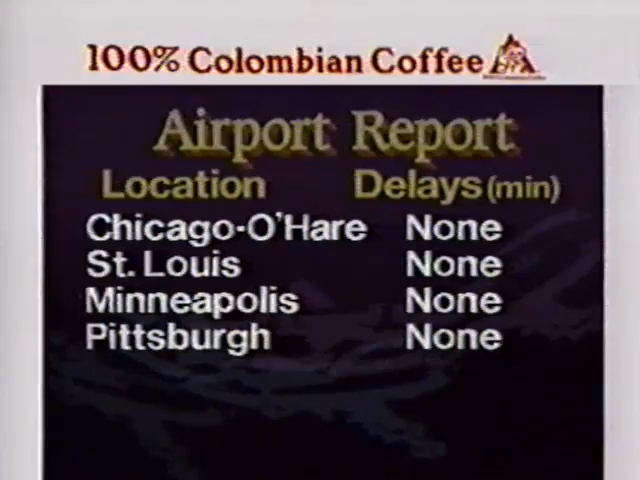 100% Colombian Coffee
Airport Report
Location Delays (min)
Chicago-O'Hare None
St. Louis None
Minneapolis None
Pittsburgh None